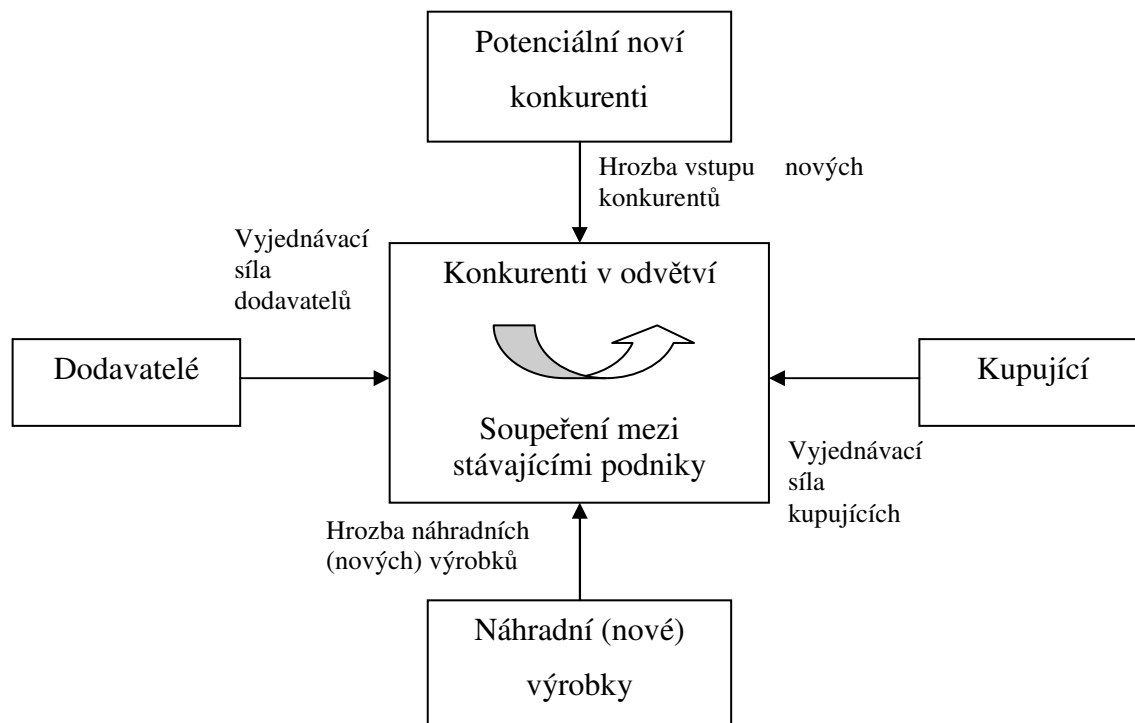 Potenciální noví
konkurenti
Hrozba vstupu nových
konkurentů
Vyjednávací
síla
dodavatelů
Konkurenti v odvětví
Dodavatelé
Kupující
Soupeření mezi
stávajícími podniky
Vyjednávací
síla
kupujících
Hrozba náhradních
(nových) výrobků
Náhradní (nové)
výrobky